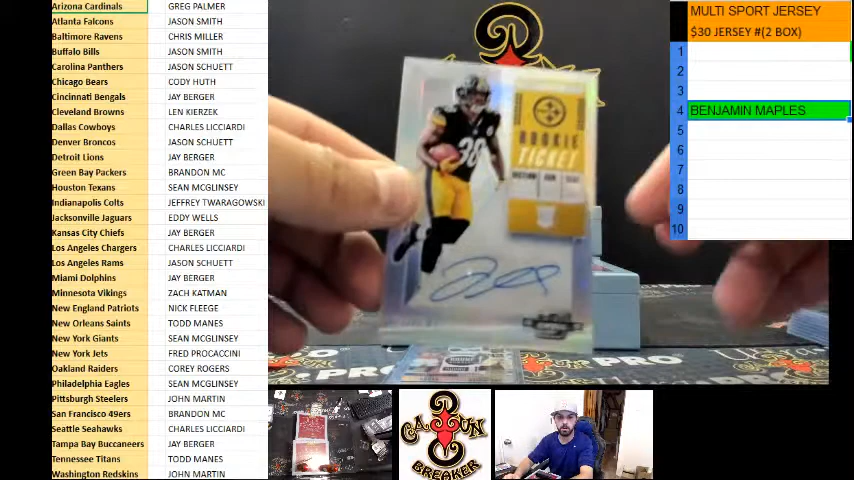 Arizona Cardinals GREG PALMER
Atlanta Falcons JASON SMITH
Baltimore Ravens CHRIS MILLER
Buffalo Bills JASON SMITH
Carolina Panthers JASON SCHUETT
Chicago Bears CODY HUTH
Cincinnati Bengals JAY BERGER
Cleveland Browns LEN KIERZEK
Dallas Cowboys CHARLES LICCIARDI
Denver Broncos JASON SCHUETT
Detroit Lions JAY BERGER
Green Bay Packers BRANDON MC
Houston Texans SEAN MCGLINSEY
Indianapolis Colts JEFFREY TWARAGOWSKI
Jacksonville Jaguars EDDY WELLS
Kansas City Chiefs JAY BERGER
Los Angeles Chargers CHARLES LICCIARDI
Los Angeles Rams JASON SCHUETT
Miami Dolphins JAY BERGER
Minnesota Vikings ZACH KATMAN
New England Patriots NICK FLEEGE
New Orleans Saints TODD MANES
New York Giants SEAN MCGLINSEY
New York Jets FRED PROCACCINI
Oakland Raiders COREY ROGERS
Philadelphia Eagles SEAN MCGLINSEY
Pittsburgh Steelers JOHN MARTIN
San Francisco 49ers BRANDON MC
Seattle Seahawks CHARLES LICCIARDI
Tampa Bay Buccaneers JAY BERGER
Tennessee Titans TODD MANES
Washington Redskins JOHN MARTIN
38
ROOKIE
TICKET
PRO
CAJUN
BREAKER
MULTI SPORT JERSEY
$30 JERSEY #(2 BOX)
1
2
3
4 BENJAMIN MAPLES
5
6
7
8
9
10